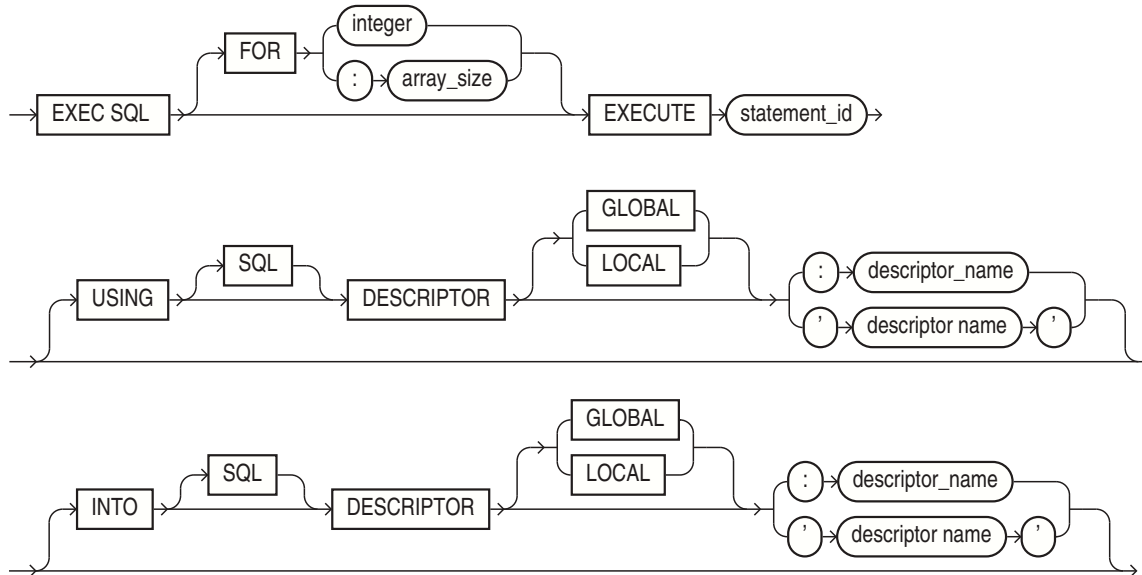 integer
FOR
: array_size
EXEC SQL EXECUTE statement_id
GLOBAL
SQL LOCAL : descriptor_name
USING DESCRIPTOR ' descriptor name '
GLOBAL
SQL LOCAL : descriptor_name
INTO DESCRIPTOR ' descriptor name '